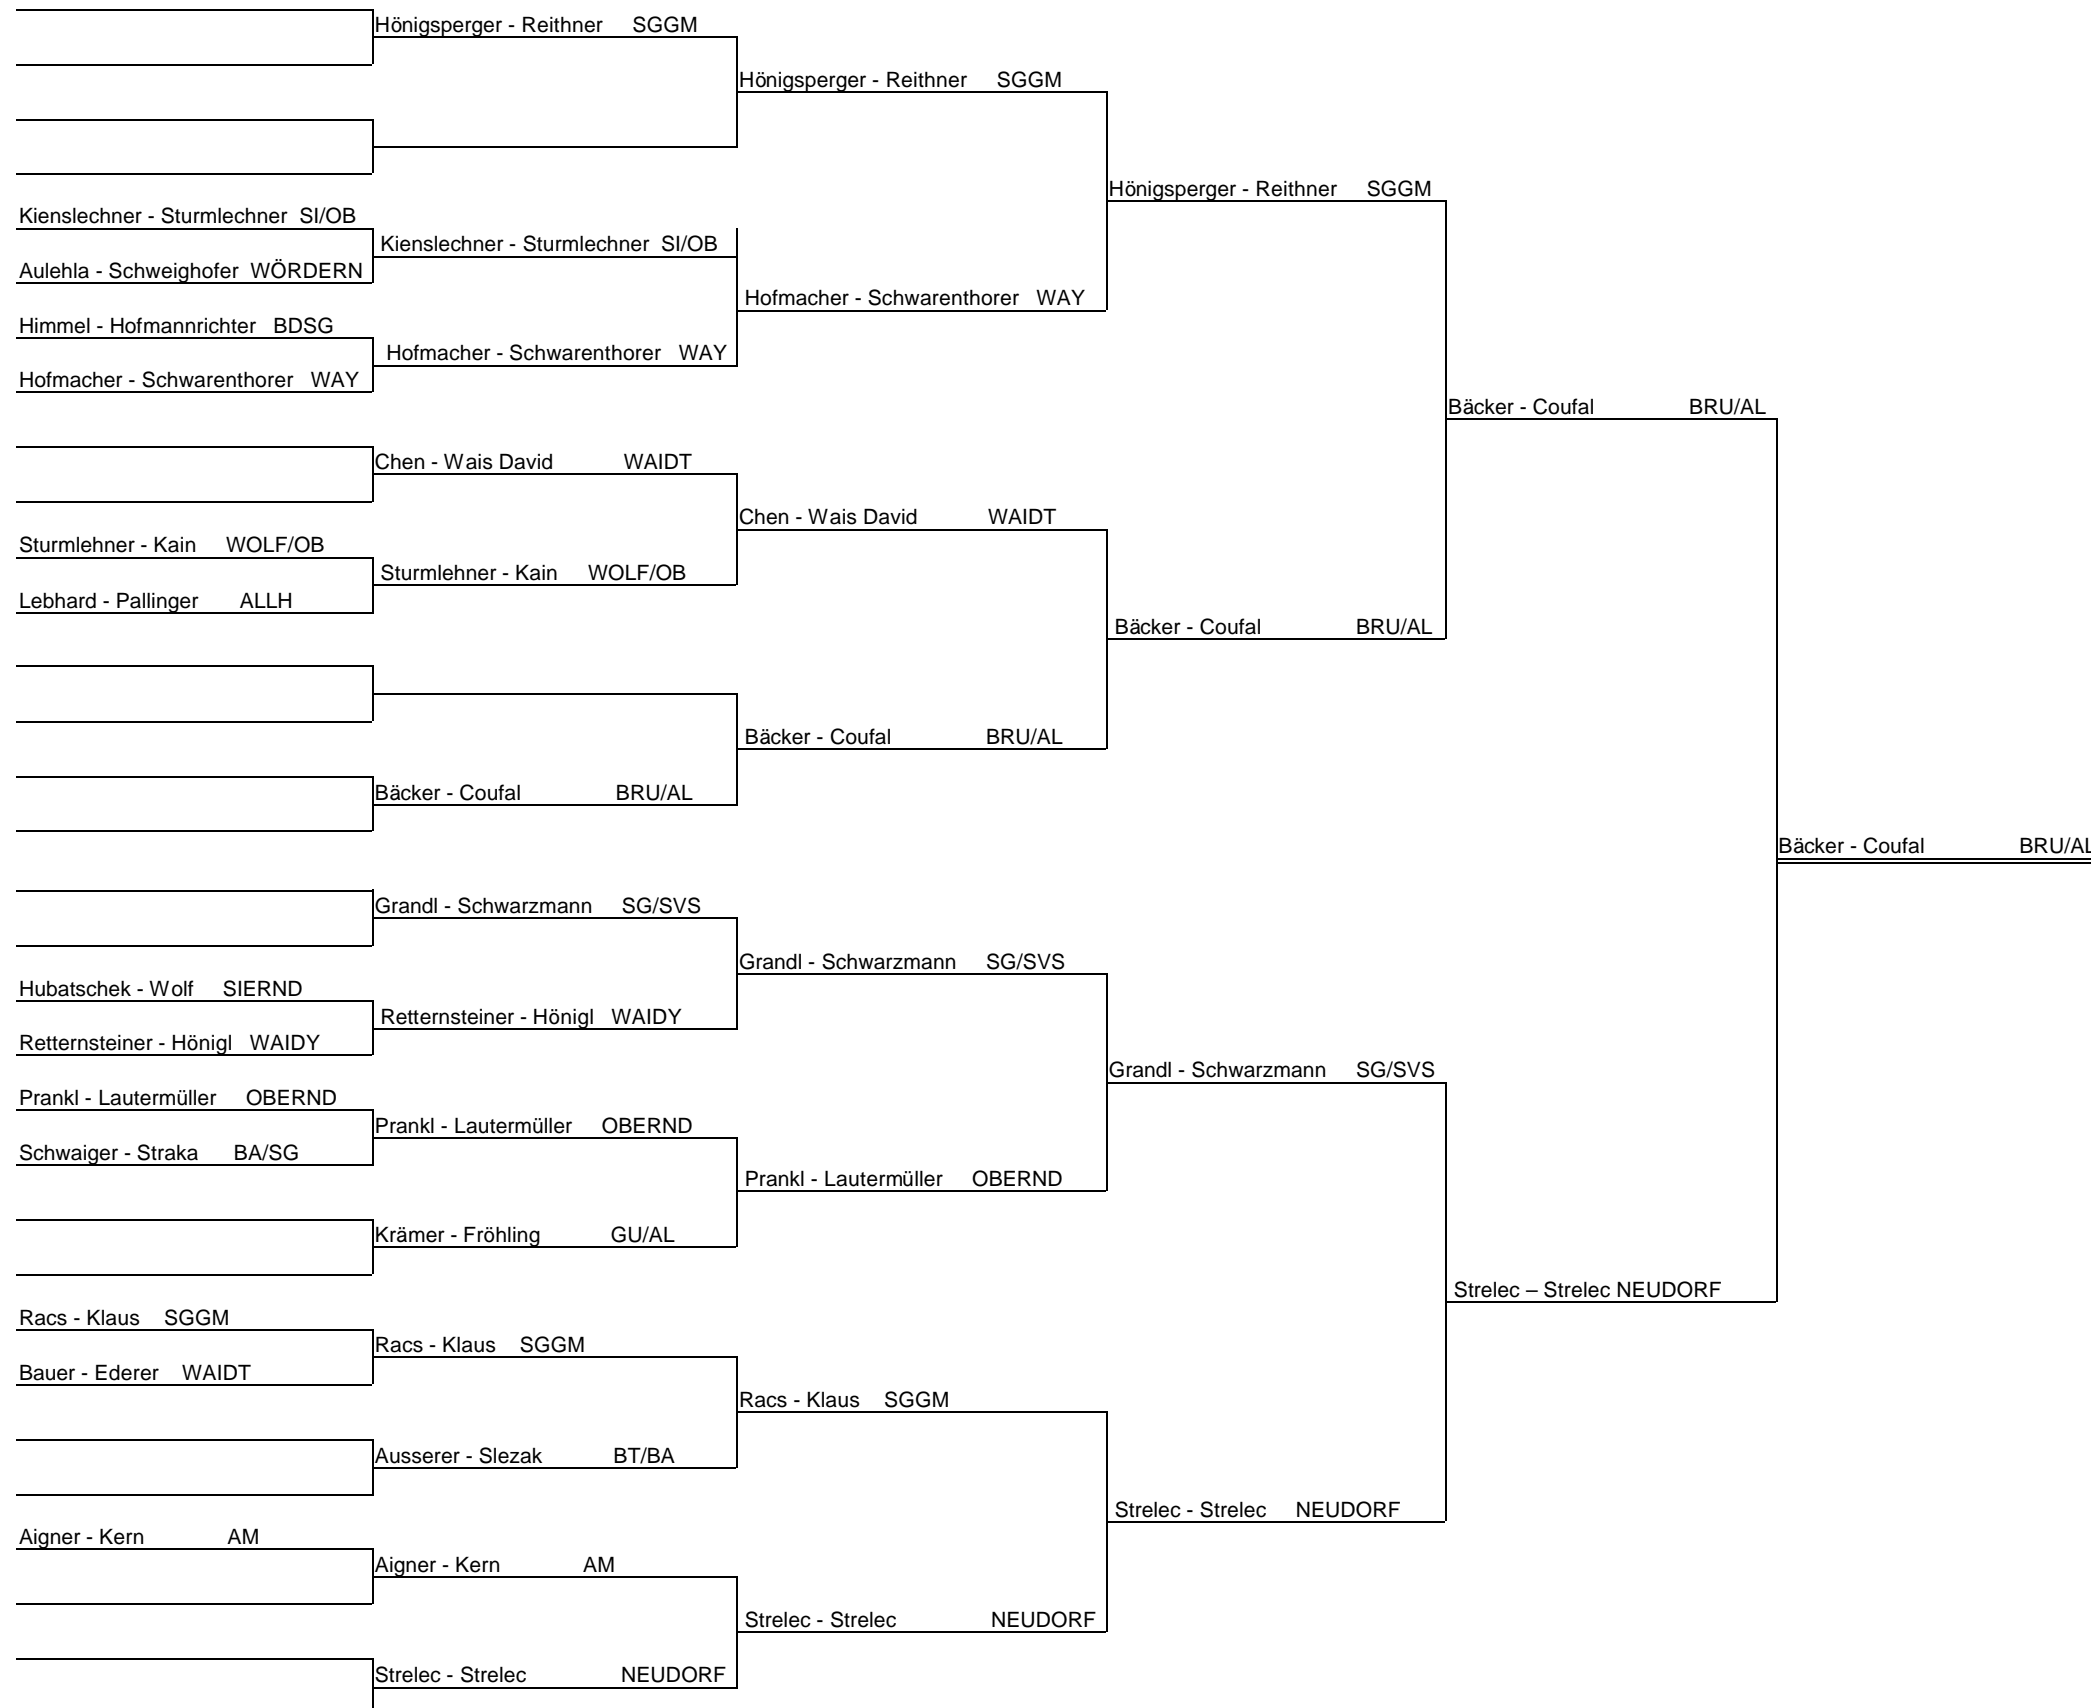 Hönigsperger - Reithner SGGM
Hönigsperger - Reithner SGGM
Hönigsperger - Reithner SGGM
Kienslechner - Sturmlechner SI/OB
Kienslechner - Sturmlechner SI/OB
Aulehla - Schweighofer WÖRDERN
Hofmacher - Schwarenthorer WAY
Himmel - Hofmannrichter BDSG
Hofmacher - Schwarenthorer WAY
Hofmacher - Schwarenthorer WAY
Bäcker - Coufal BRU/AL
Chen - Wais David WAIDT
Chen - Wais David WAIDT
Sturmlehner - Kain WOLF/OB
Sturmlehner - Kain WOLF/OB
Lebhard - Pallinger ALLH
Bäcker - Coufal BRU/AL
Bäcker - Coufal BRU/AL
Bäcker - Coufal BRU/AL
Bäcker - Coufal BRU/AL
Grandl - Schwarzmann SG/SVS
Grandl - Schwarzmann SG/SVS
Hubatschek - Wolf SIERND
Retternsteiner - Hönigl WAIDY
Retternsteiner - Hönigl WAIDY
Grandl - Schwarzmann SG/SVS
Prankl - Lautermüller OBERND
Prankl - Lautermüller OBERND
Schwaiger - Straka BA/SG
Prankl - Lautermüller OBERND
Krämer - Fröhling GU/AL
Strelec – Strelec NEUDORF
Racs - Klaus SGGM
Racs - Klaus SGGM
Bauer - Ederer WAIDT
Racs - Klaus SGGM
Ausserer - Slezak BT/BA
Strelec - Strelec NEUDORF
Aigner - Kern AM
Aigner - Kern AM
Strelec - Strelec NEUDORF
Strelec - Strelec NEUDORF